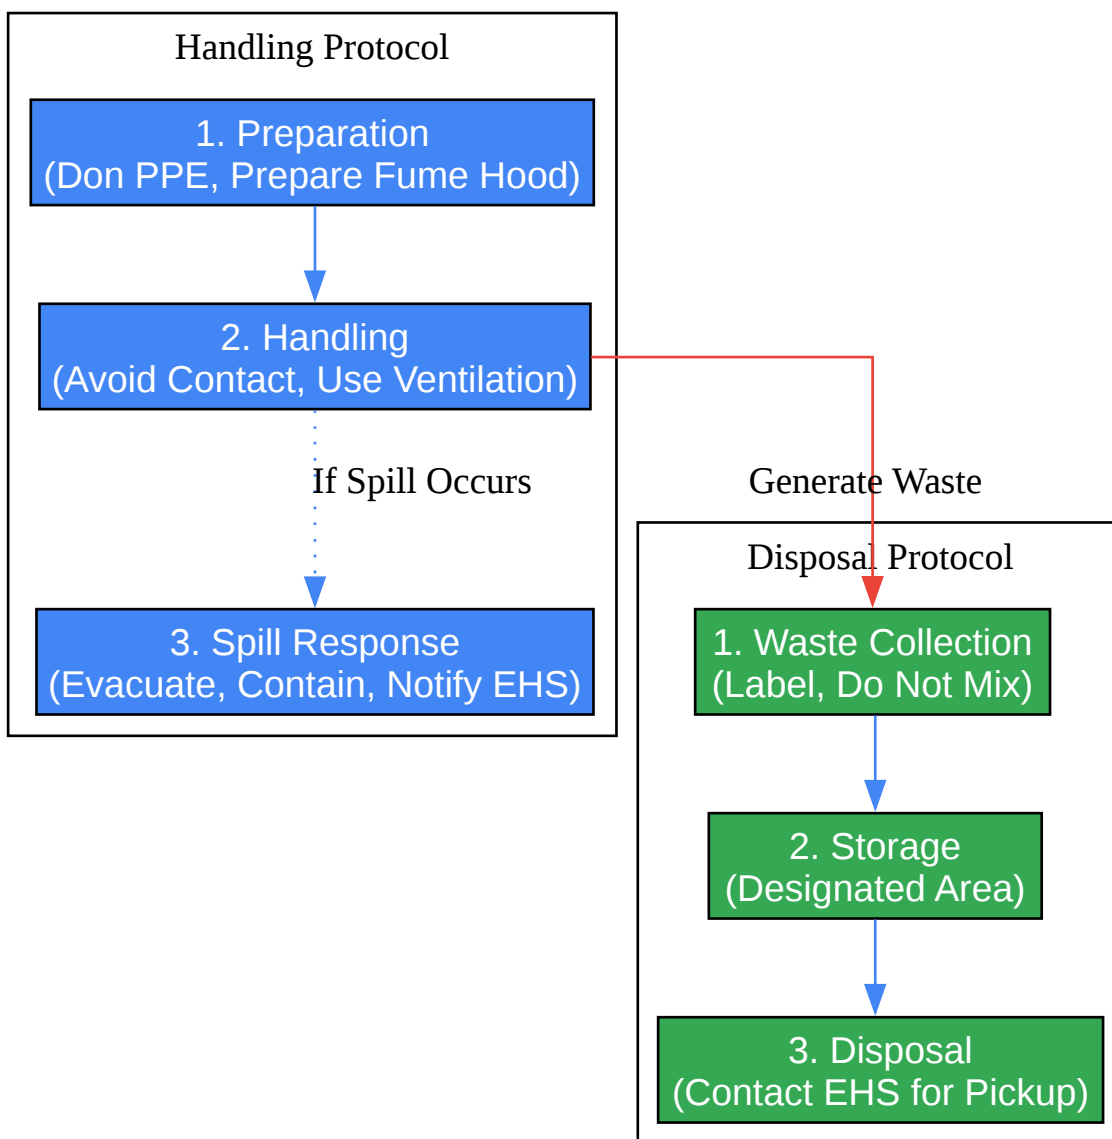 Handling Protocol
1. Preparation
(Don PPE, Prepare Fume Hood)
2. Handling
(Avoid Contact, Use Ventilation)
If Spill Occurs
3. Spill Response
(Evacuate, Contain, Notify EHS)
Generate Waste
Disposal Protocol
1. Waste Collection
(Label, Do Not Mix)
2. Storage
(Designated Area)
3. Disposal
(Contact EHS for Pickup)